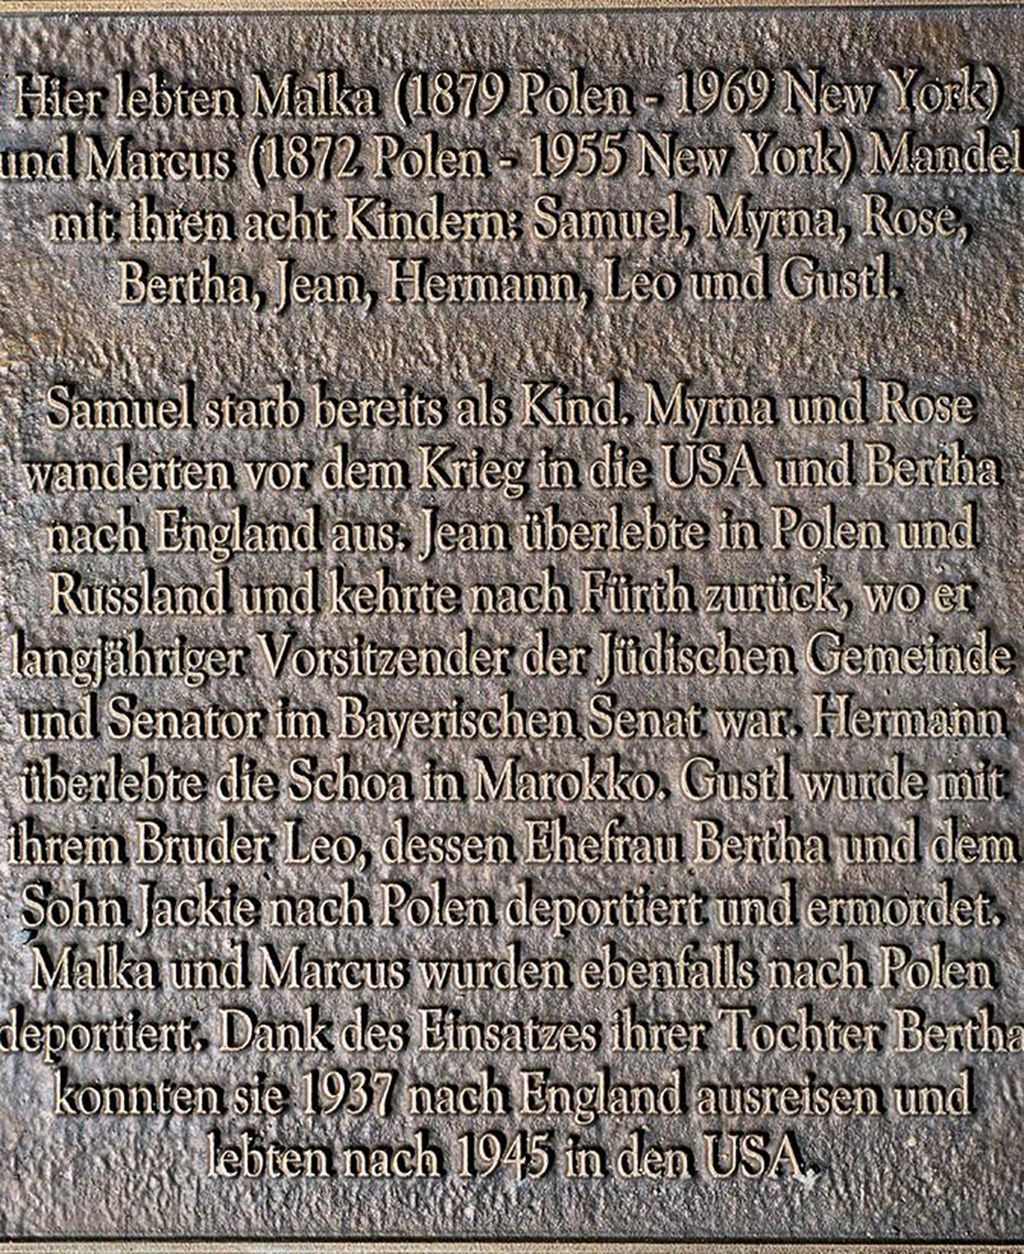 Hier lebten Malka (1879 Polen - 1969 New York)
und Marcus (1872 Polen - 1955 New York) Mandel
mit ihren acht Kindern: Samuel, Myrna, Rose,
Bertha, Jean, Hermann, Leo und Gustl.
Samuel starb bereits als Kind. Myrna und Rose
wanderten vor dem Krieg in die USA und Bertha
nach England aus. Jean überlebte in Polen und
Russland und kehrte nach Fürth zurück, wo er
langjähriger Vorsitzender der Jüdischen Gemeinde
und Senator im Bayerischen Senat war. Hermann
überlebte die Schoa in Marokko. Gustl wurde mit
ihrem Bruder Leo, dessen Ehefrau Bertha und dem
Sohn Jackie nach Polen deportiert und ermordet.
Malka und Marcus wurden ebenfalls nach Polen
deportiert. Dank des Einsatzes ihrer Tochter Bertha
konnten sie 1937 nach England ausreisen und
lebten nach 1945 in den USA.